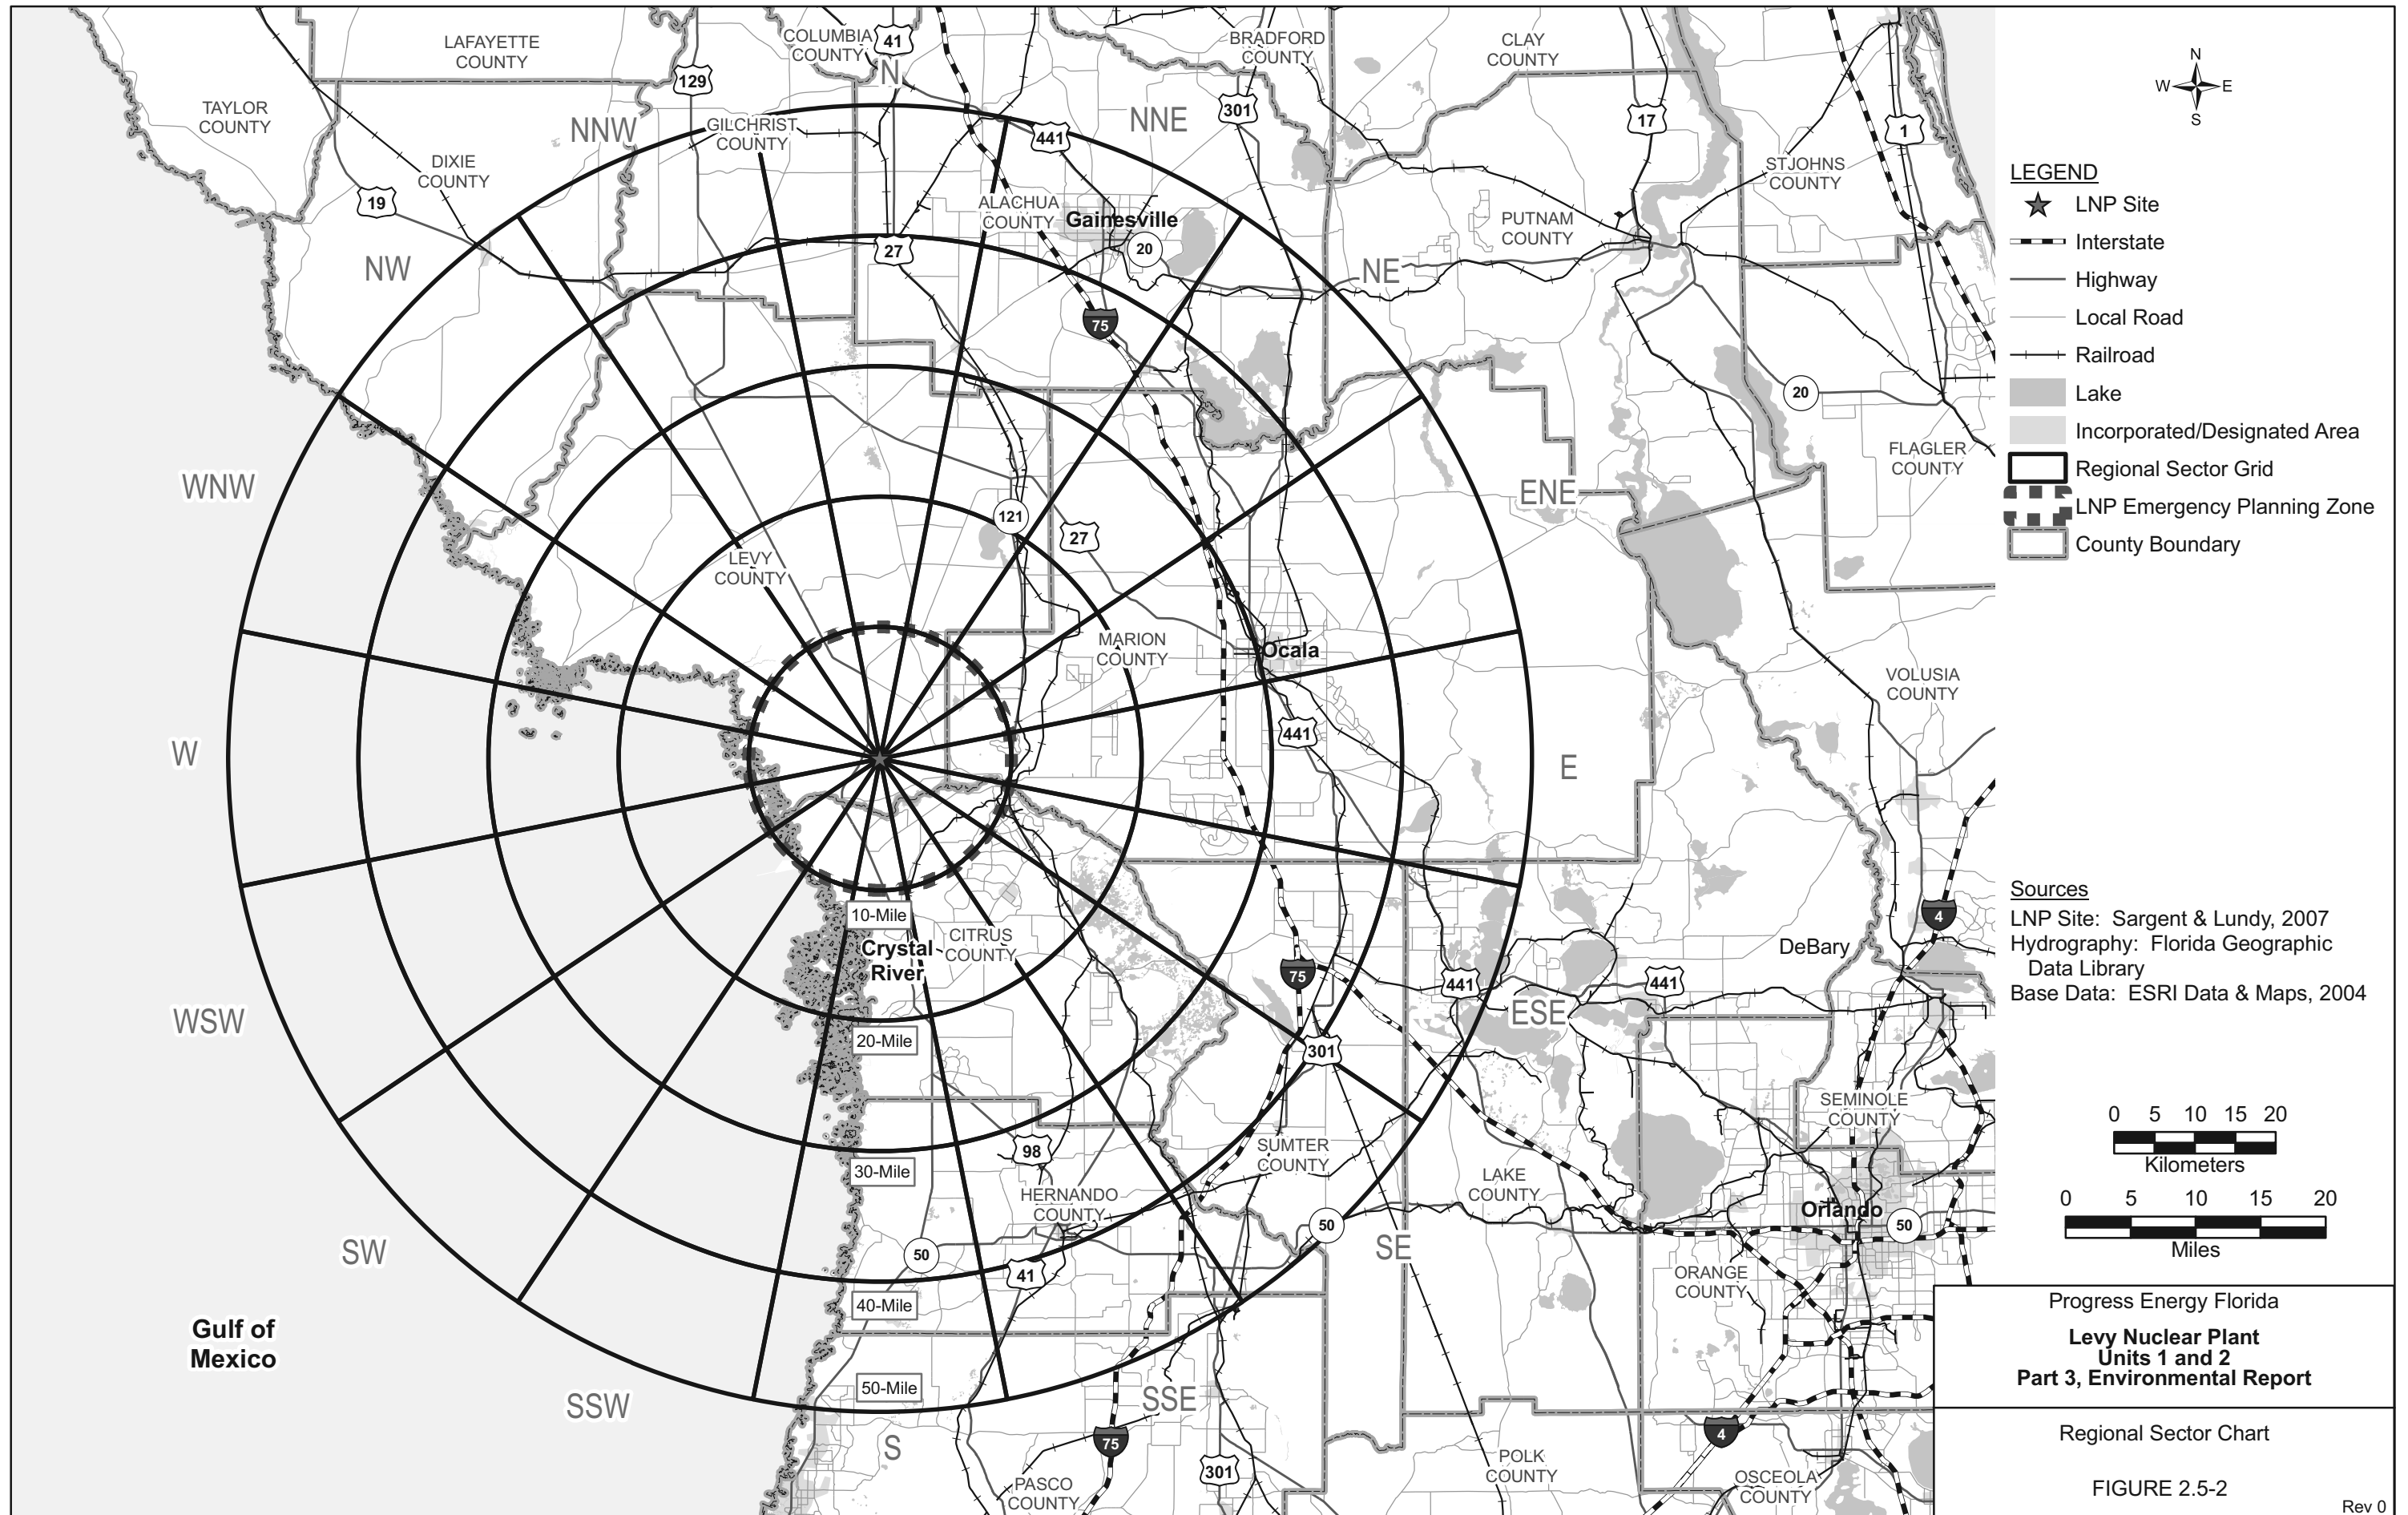 LAFAYETTE
COUNTY
COLUMBIA
COUNTY
41
N
BRADFORD
COUNTY
CLAY
COUNTY
129
TAYLOR
COUNTY
NNW
GILCHRIST
COUNTY
441
NNE
301
17
1
DIXIE
COUNTY
STJOHNS
COUNTY
19
ALACHUA
COUNTY
Gainesville
20
PUTNAM
COUNTY
27
NW
NE
75
20
FLAGLER
COUNTY
WNW
ENE
121
27
LEVY
COUNTY
MARION
COUNTY
Ocala
VOLUSIA
COUNTY
441
W
E
10-Mile
4
Crystal
River
CITRUS
COUNTY
DeBary
75
441
441
WSW
ESE
20-Mile
301
SEMINOLE
COUNTY
98
SUMTER
COUNTY
30-Mile
HERNANDO
COUNTY
LAKE
COUNTY
Orlando
50
50
SW
50
SE
41
ORANGE
COUNTY
40-Mile
Gulf of
Mexico
50-Mile
SSW
SSE
S
75
4
301
POLK
COUNTY
PASCO
COUNTY
OSCEOLA
COUNTY
N
W E
S
LEGEND
LNP Site
Interstate
Highway
Local Road
Railroad
Lake
Incorporated/Designated Area
Regional Sector Grid
LNP Emergency Planning Zone
County Boundary
Sources
LNP Site: Sargent & Lundy, 2007
Hydrography: Florida Geographic
Data Library
Base Data: ESRI Data & Maps, 2004
0 5 10 15 20
Kilometers
0 5 10 15 20
Miles
Progress Energy Florida
Levy Nuclear Plant
Units 1 and 2
Part 3, Environmental Report
Regional Sector Chart
FIGURE 2.5-2
Rev 0